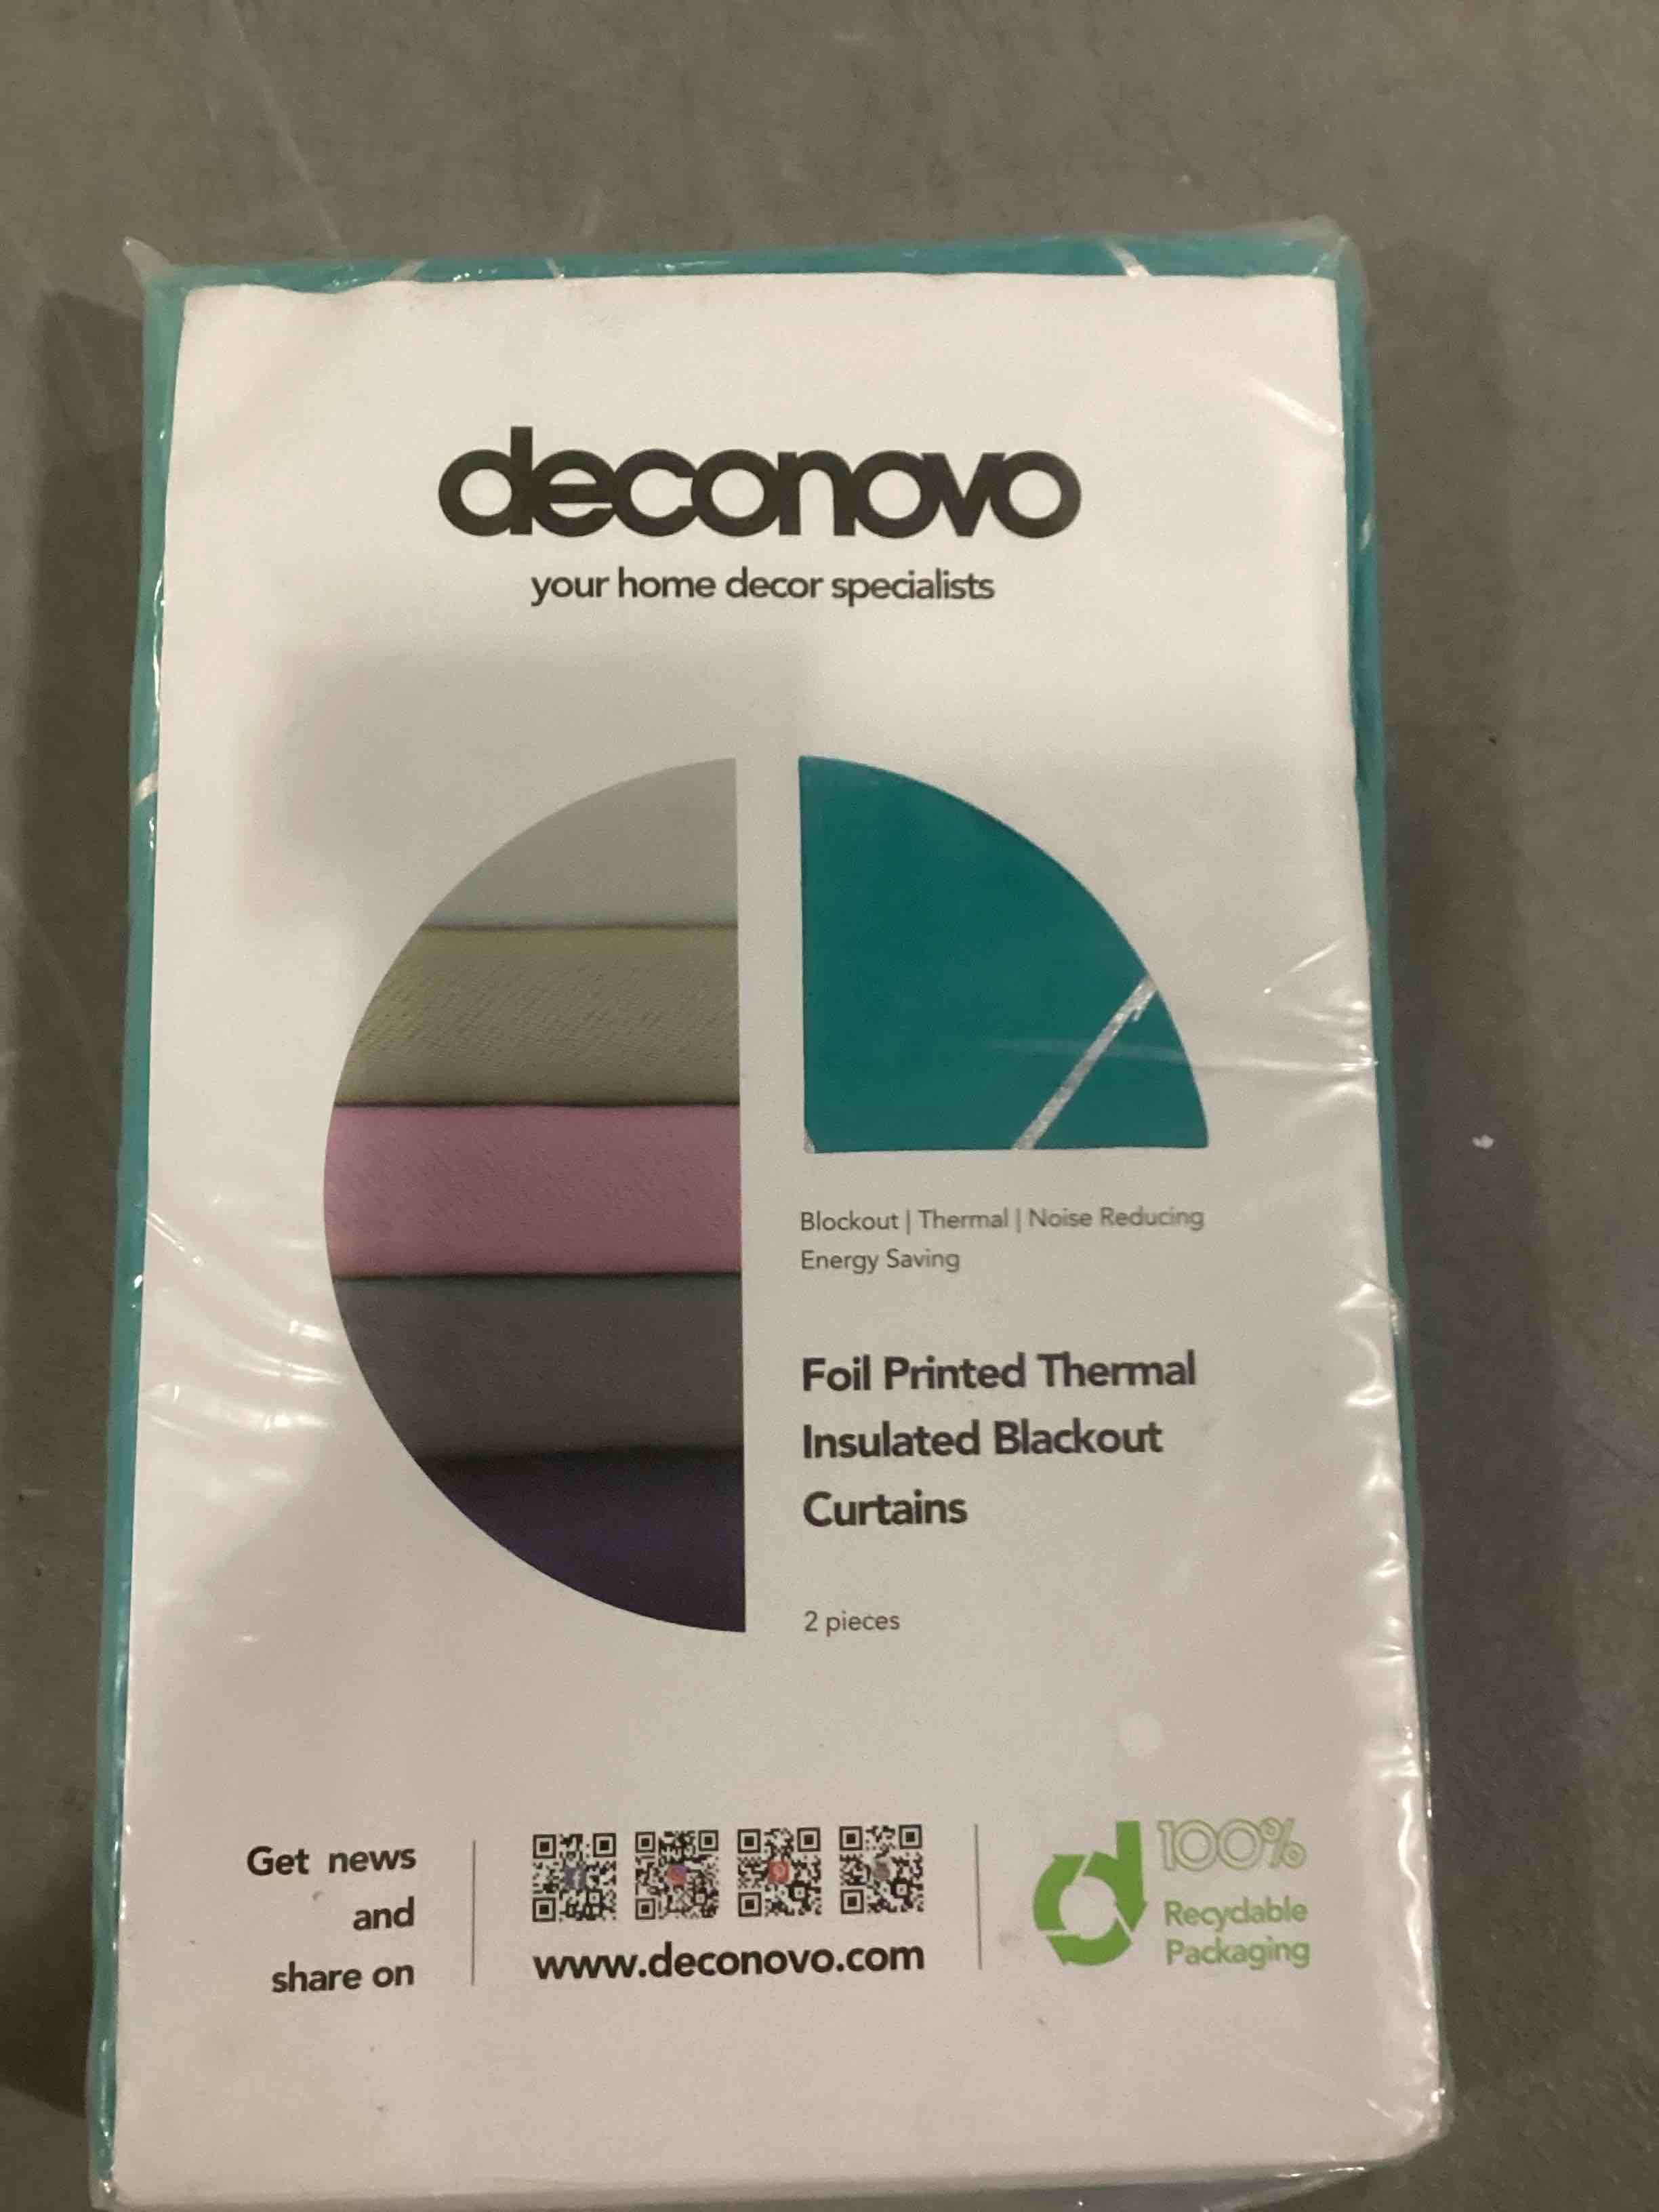 deconovo
your home decor specialists
Blockout | Thermal | Noise Reducing
Energy Saving
Foil Printed Thermal
Insulated Blackout
Curtains
2 pieces
Get news
and
share on
www.deconovo.com
100%
Recyclable
Packaging